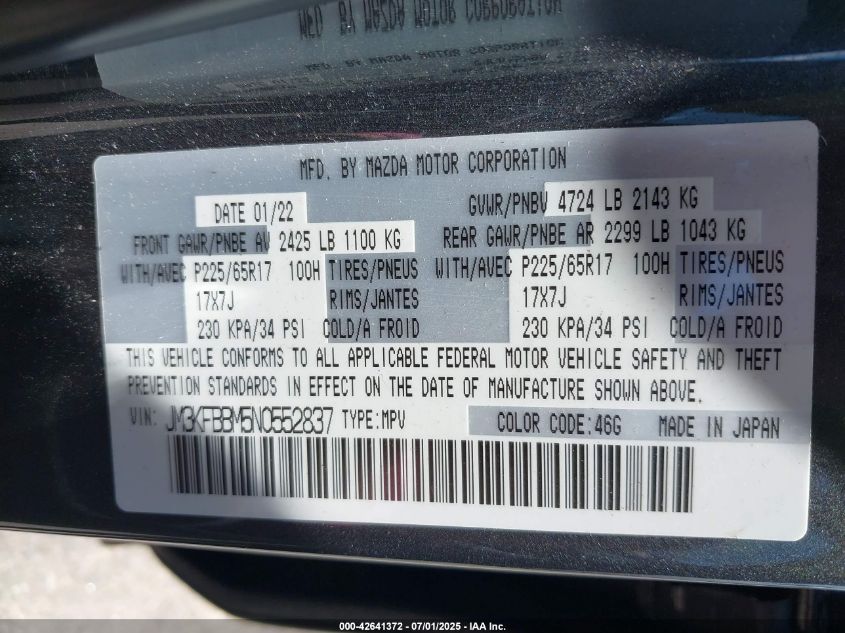 MFD. BY MAZDA MOTOR CORPORATION
DATE 01/22 GVWR/PNBV 4724 LB 2143 KG
FRONT GAWR/PNBE AV 2425 LB 1100 KG REAR GAWR/PNBE AR 2299 LB 1043 KG
WITH/AVEC P225/65R17 100H TIRES/PNEUS WITH/AVEC P225/65R17 100H TIRES/PNEUS
17X7J RIMS/JANTES 17X7J RIMS/JANTES
230 KPA/34 PSI COLD/A FROID 230 KPA/34 PSI COLD/A FROID
THIS VEHICLE CONFORMS TO ALL APPLICABLE FEDERAL MOTOR VEHICLE SAFETY AND THEFT
PREVENTION STANDARDS IN EFFECT ON THE DATE OF MANUFACTURE SHOWN ABOVE.
VIN: JM3KFBBM5N0552837 TYPE:MPV COLOR CODE:46G MADE IN JAPAN
000-42641372 - 07/01/2025 - IAA Inc.